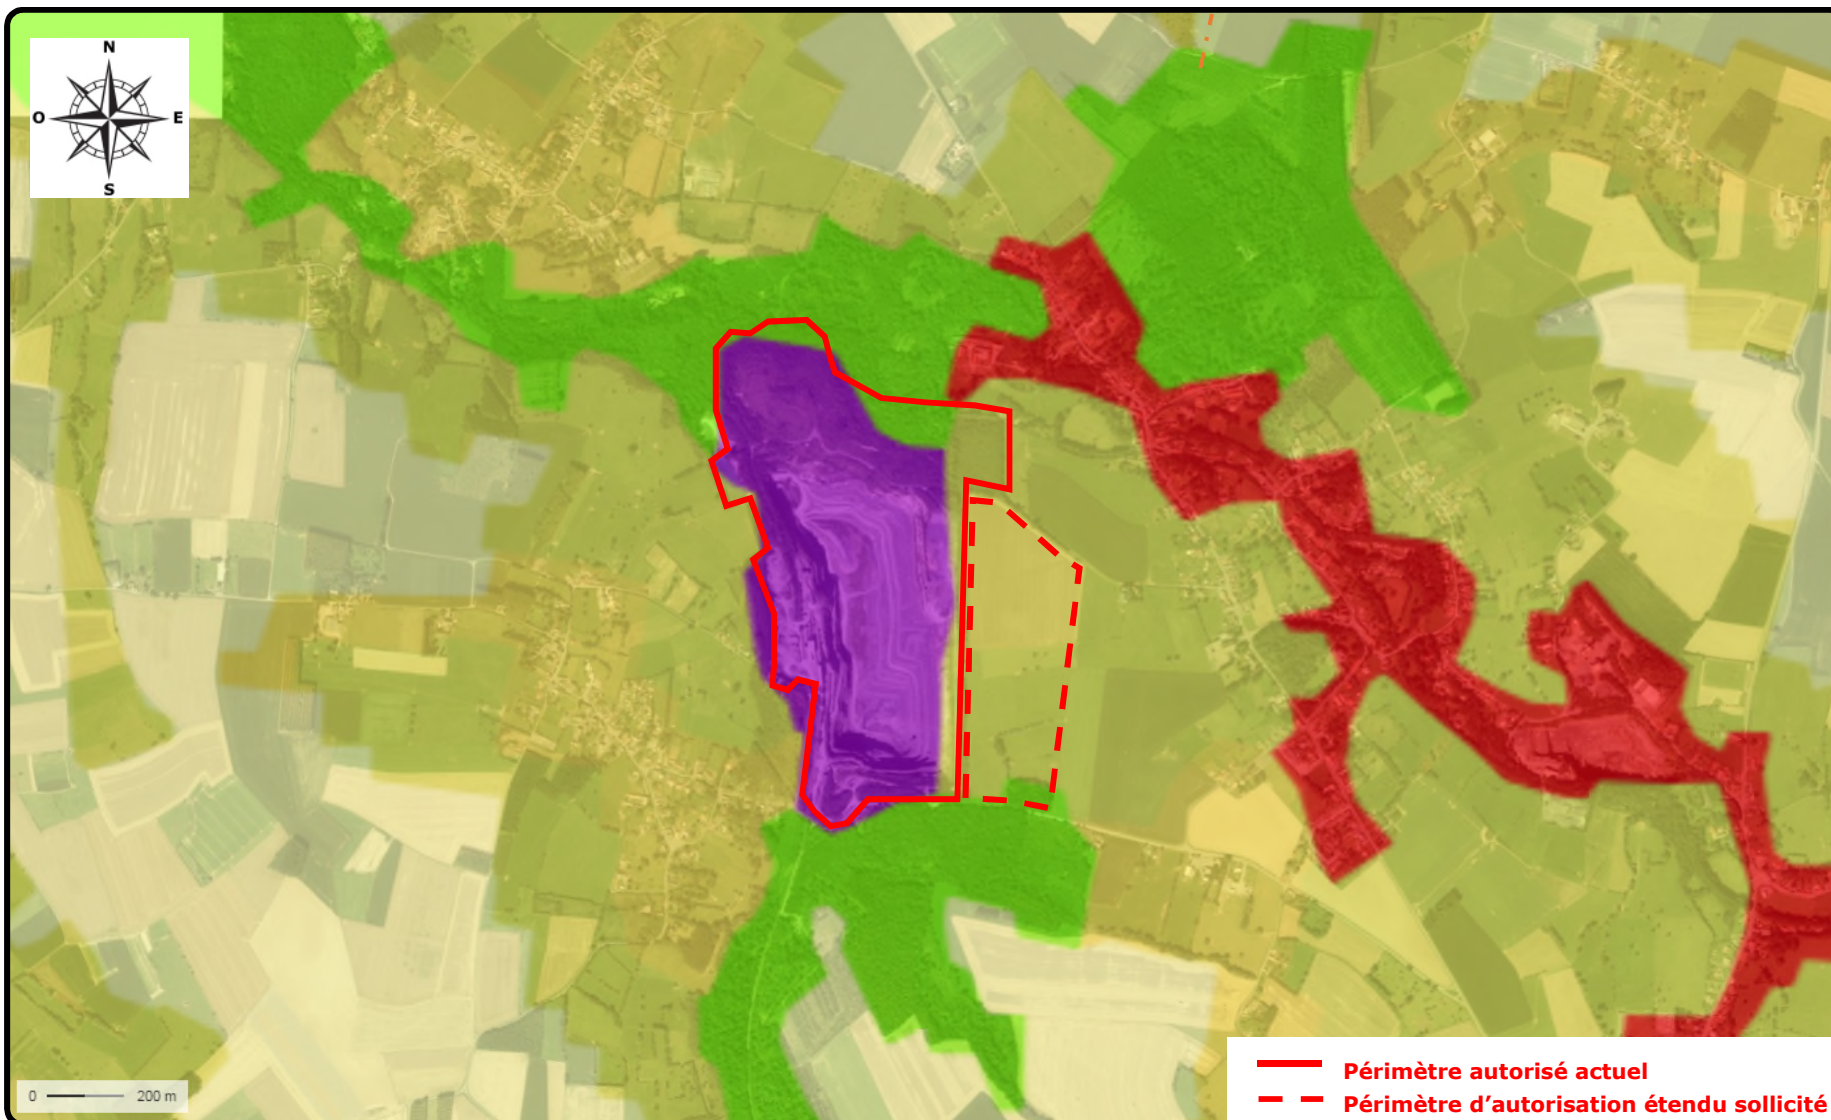 N
O E
S
0 200 m
Périmètre autorisé actuel
Périmètre d'autorisation étendu sollicité